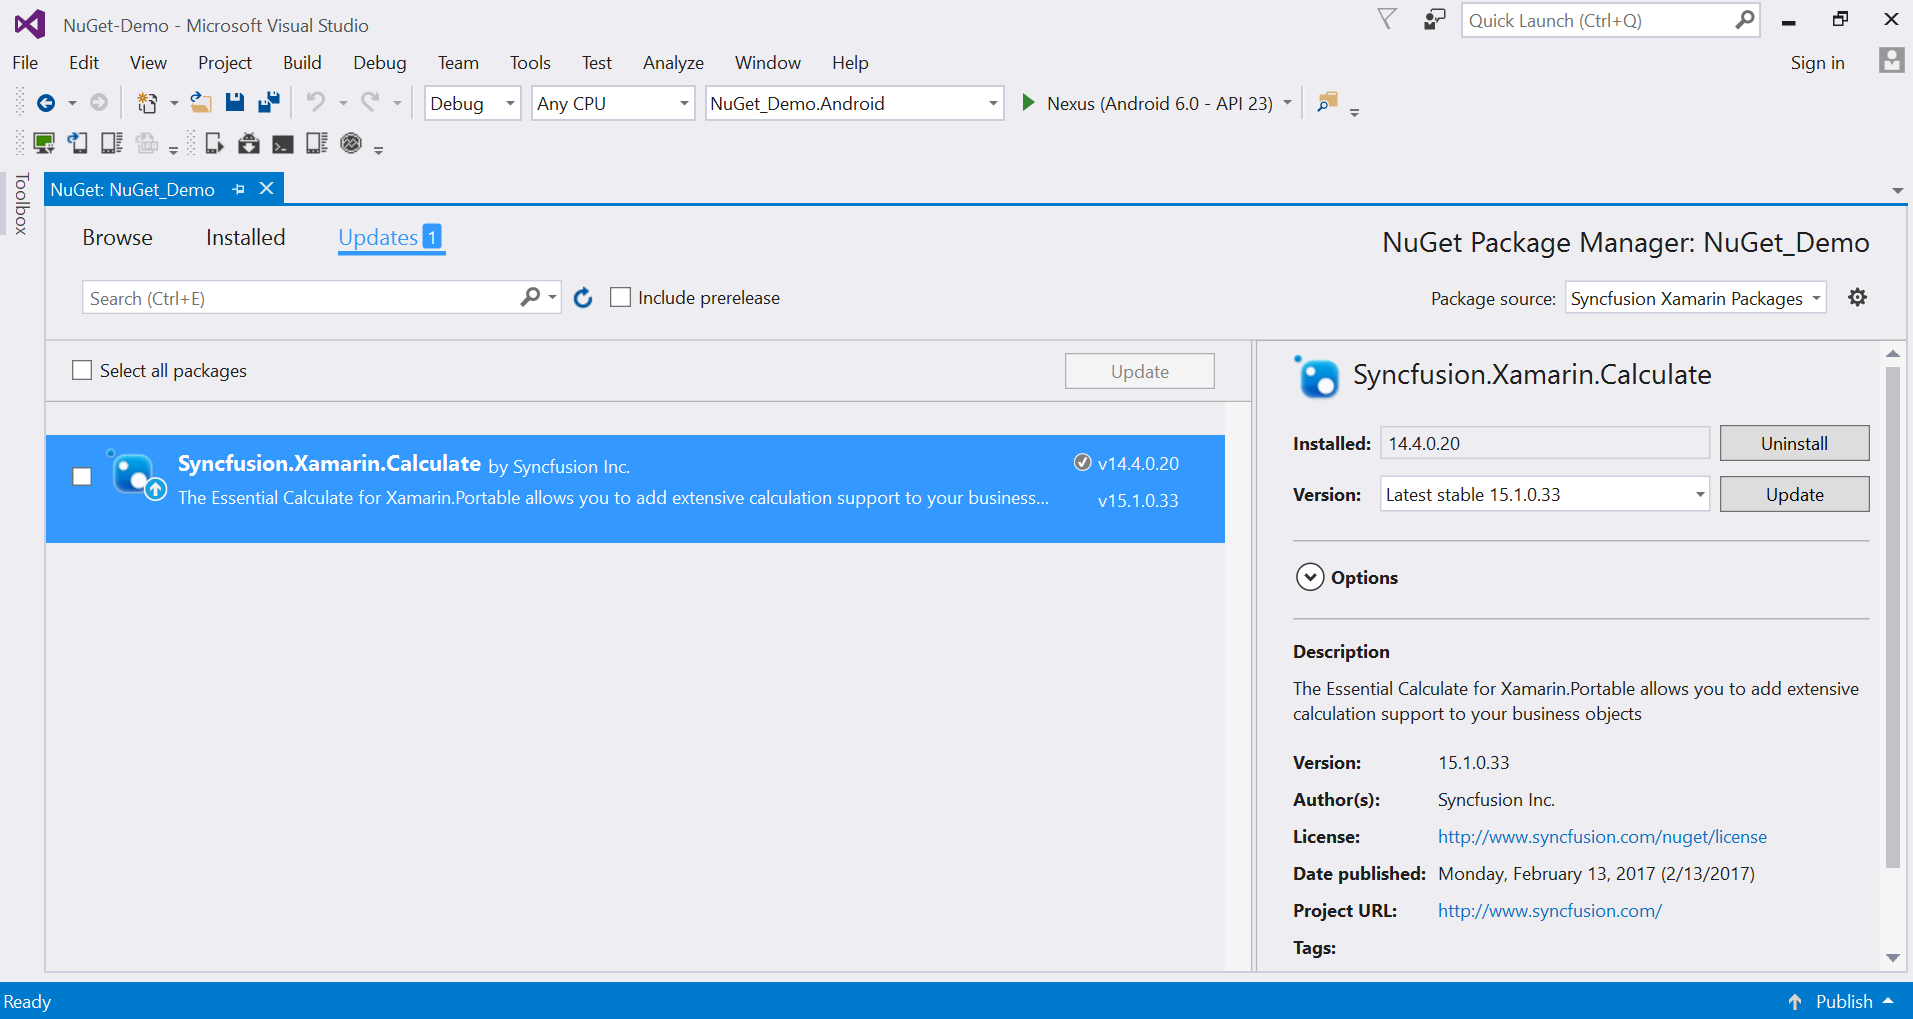 NuGet-Demo - Microsoft Visual Studio
Quick Launch (Ctrl+Q)
File Edit View Project Build Debug Team Tools Test Analyze Window Help
Sign in
Debug Any CPU NuGet_Demo.Android Nexus (Android 6.0 - API 23)
Toolbox
NuGet: NuGet_Demo
Browse Installed Updates 1
NuGet Package Manager: NuGet_Demo
Search (Ctrl+E) Include prerelease
Package source: Syncfusion Xamarin Packages
Select all packages Update
Syncfusion.Xamarin.Calculate by Syncfusion Inc. v14.4.0.20
The Essential Calculate for Xamarin.Portable allows you to add extensive calculation support to your business... v15.1.0.33
Syncfusion.Xamarin.Calculate
Installed: 14.4.0.20 Uninstall
Version: Latest stable 15.1.0.33 Update
Options
Description
The Essential Calculate for Xamarin.Portable allows you to add extensive
calculation support to your business objects
Version: 15.1.0.33
Author(s): Syncfusion Inc.
License: http://www.syncfusion.com/nuget/license
Date published: Monday, February 13, 2017 (2/13/2017)
Project URL: http://www.syncfusion.com/
Tags:
Ready
Publish